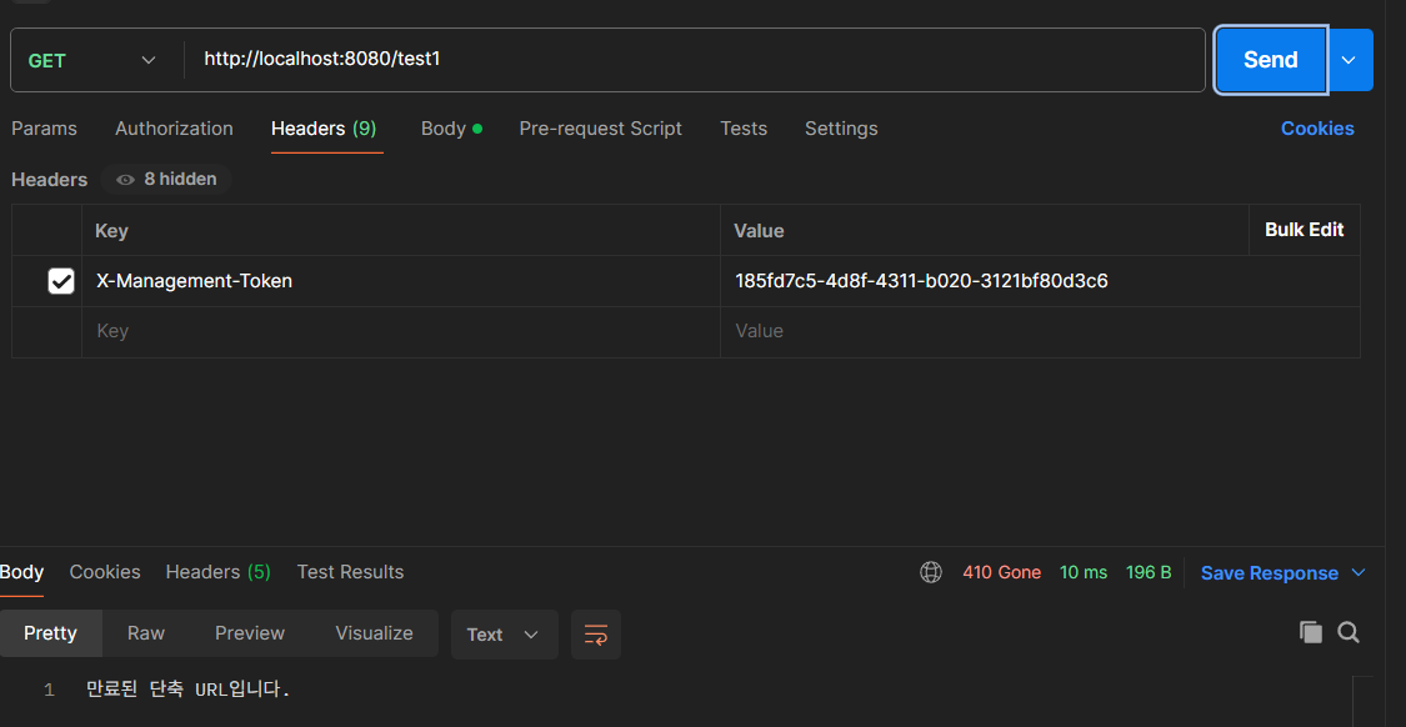 GET http://localhost:8080/test1 Send
Params Authorization Headers (9) Body Pre-request Script Tests Settings Cookies
Headers 8 hidden
Key Value Bulk Edit
X-Management-Token 185fd7c5-4d8f-4311-b020-3121bf80d3c6
Key Value
Body Cookies Headers (5) Test Results 410 Gone 10 ms 196 B Save Response
Pretty Raw Preview Visualize Text
1 만료된 단축 URL입니다.